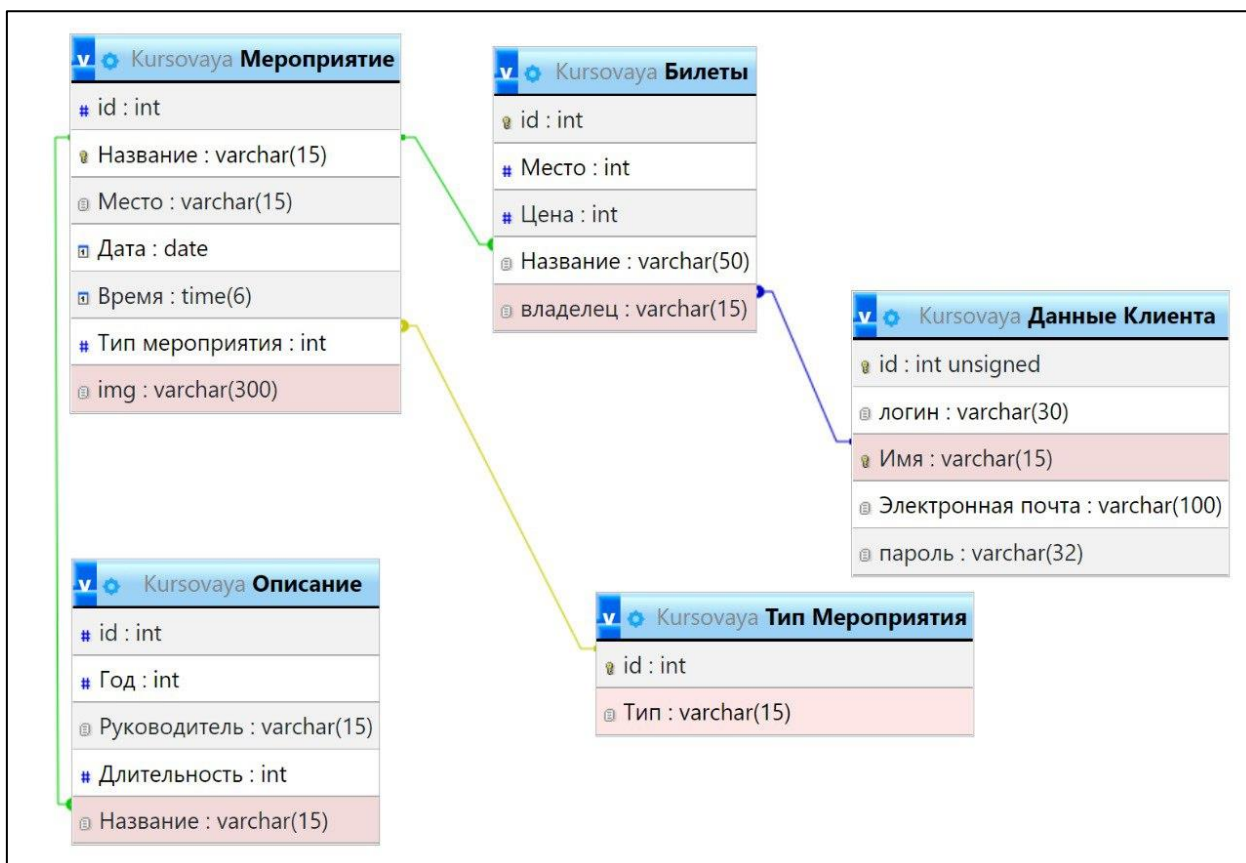 Kursovaya Мероприятие
id : int
Название : varchar(15)
Место : varchar(15)
Дата : date
Время : time(6)
Тип мероприятия : int
img : varchar(300)
Kursovaya Билеты
id : int
Место : int
Цена : int
Название : varchar(50)
владелец : varchar(15)
Kursovaya Данные Клиента
id : int unsigned
логин : varchar(30)
Имя : varchar(15)
Электронная почта : varchar(100)
пароль : varchar(32)
Kursovaya Описание
id : int
Год : int
Руководитель : varchar(15)
Длительность : int
Название : varchar(15)
Kursovaya Тип Мероприятия
id : int
Тип : varchar(15)